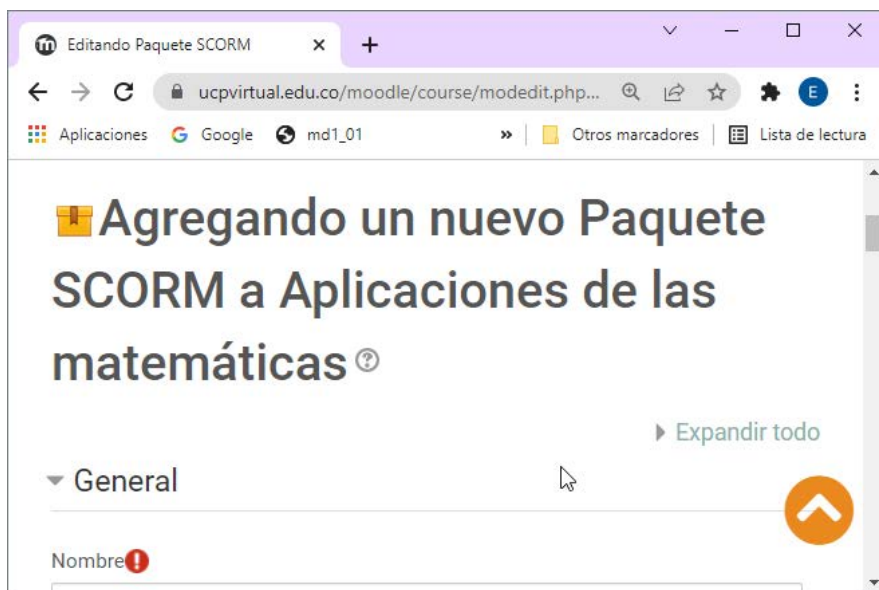 Editando Paquete SCORM
ucpvirtual.edu.co/moodle/course/modedit.php...
E
Aplicaciones Google md1_01 » Otros marcadores Lista de lectura
Agregando un nuevo Paquete
SCORM a Aplicaciones de las
matemáticas
Expandir todo
General
Nombre